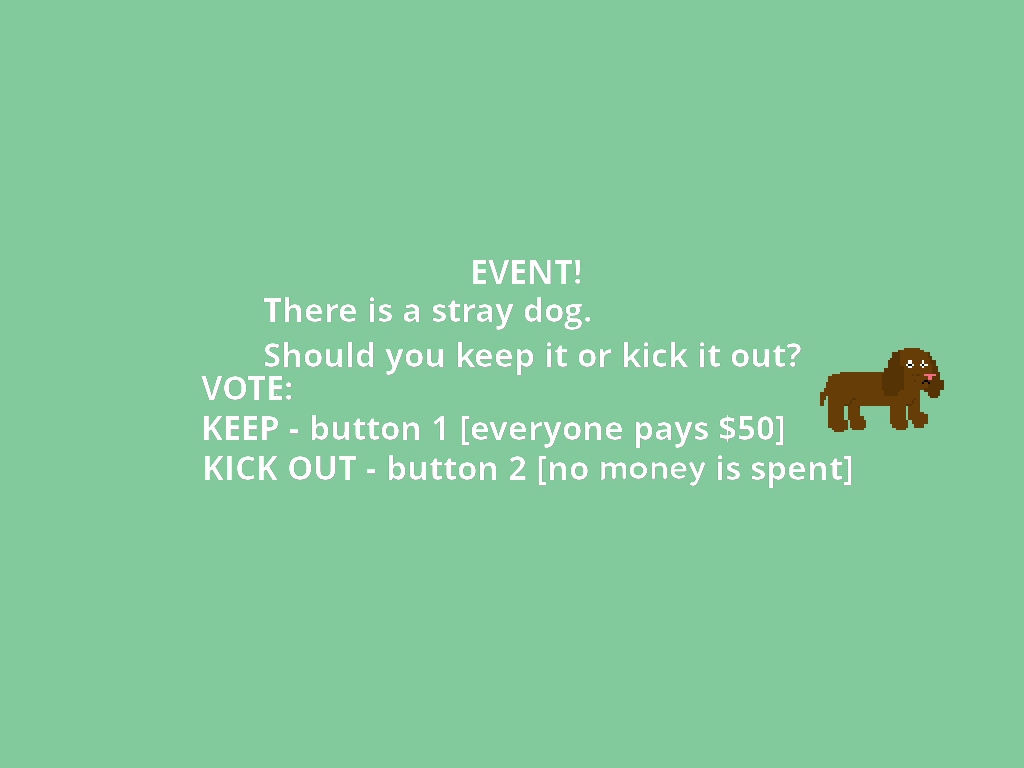 EVENT!
There is a stray dog.
Should you keep it or kick it out?
VOTE:
KEEP - button 1 [everyone pays $50]
KICK OUT - button 2 [no money is spent]